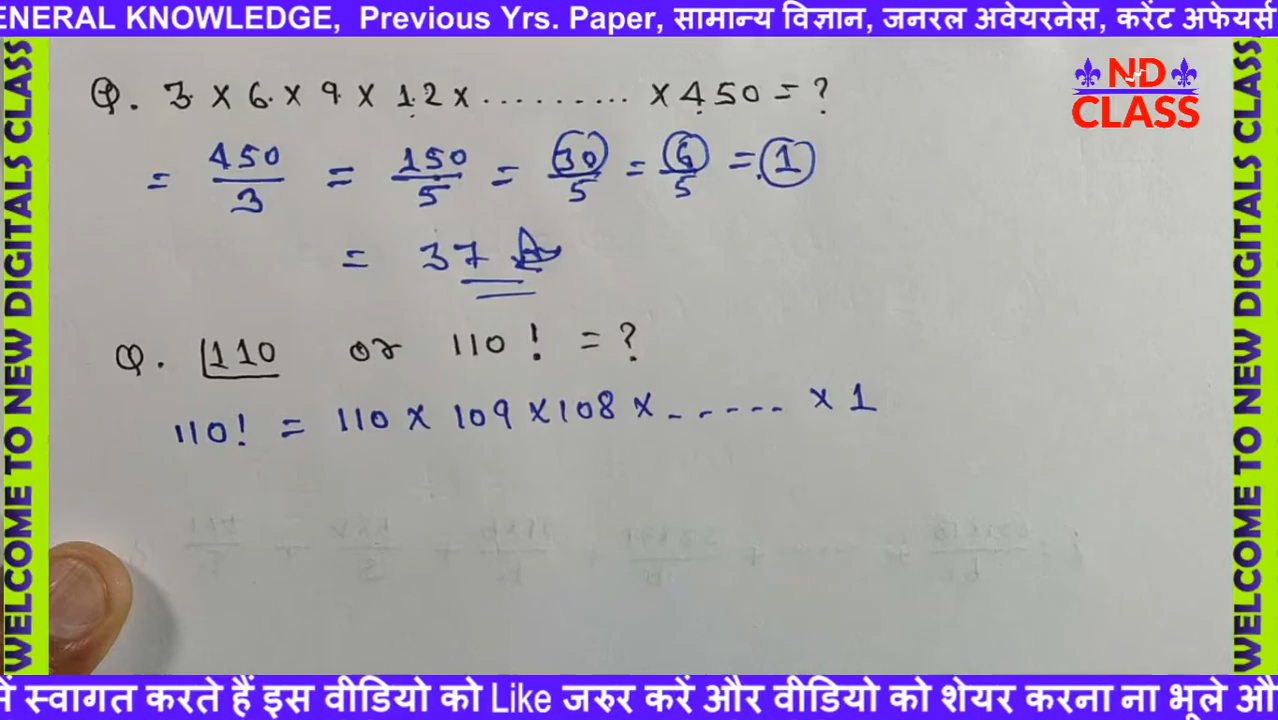 ENERAL KNOWLEDGE, Previous Yrs. Paper, सामान्य विज्ञान, जनरल अवेयरनेस, करेंट अफेयर्स
ND
CLASS
Q. 3 × 6 × 9 × 12 × .......... × 450 = ?
= 450/3 = 150/5 = 30/5 = 6/5 = 1
= 37
Q. |110 or 110 ! = ?
110! = 110 × 109 × 108 × ------ × 1
WELCOME TO NEW DIGITALS CLASS
WELCOME TO NEW DIGITALS CLASS
में स्वागत करते हैं इस वीडियो को Like जरुर करें और वीडियो को शेयर करना ना भूले औ